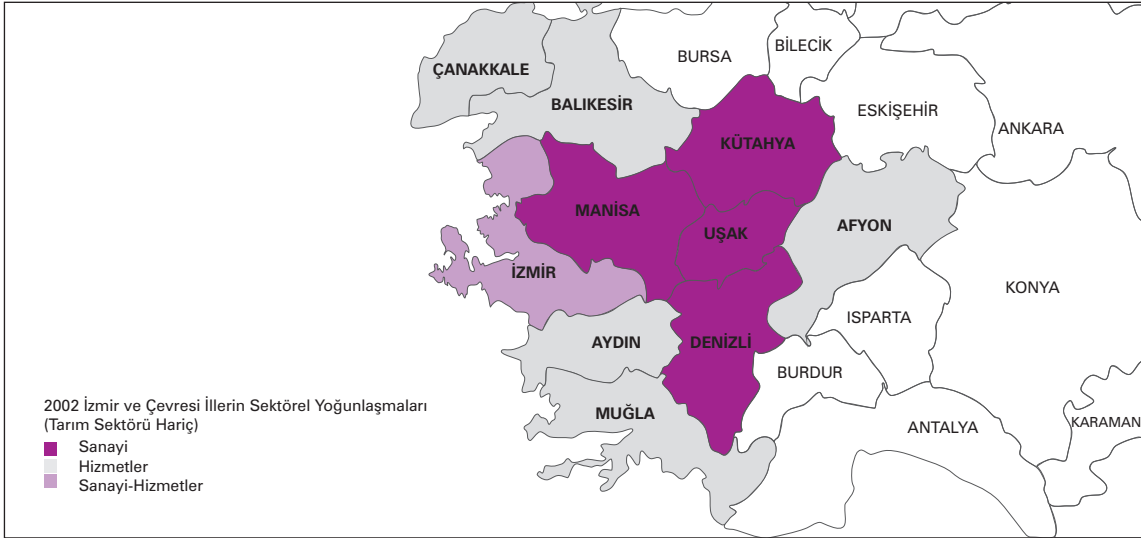 BURSA
BİLECİK
ÇANAKKALE
BALIKESİR
ESKİŞEHİR
ANKARA
KÜTAHYA
MANİSA
UŞAK
AFYON
İZMİR
KONYA
ISPARTA
AYDIN
DENİZLİ
BURDUR
MUĞLA
ANTALYA
KARAMAN
2002 İzmir ve Çevresi İllerin Sektörel Yoğunlaşmaları
(Tarım Sektörü Hariç)
Sanayi
Hizmetler
Sanayi-Hizmetler